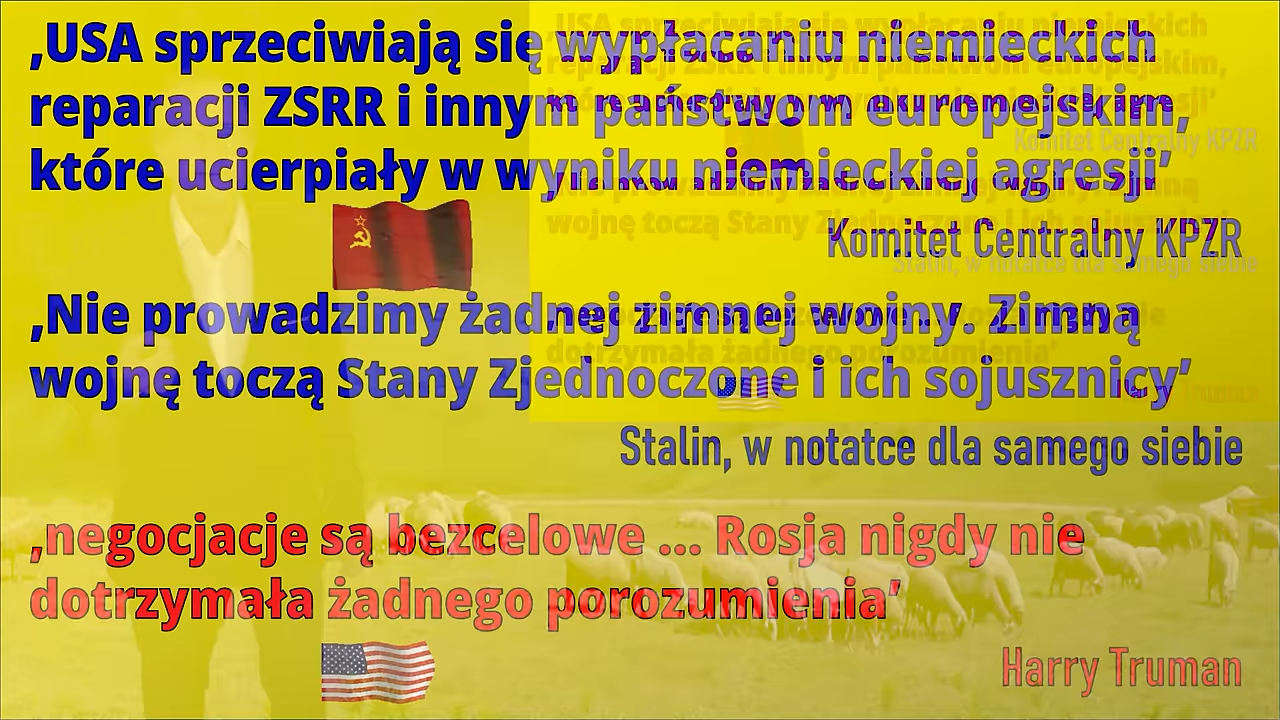 ‚USA sprzeciwiają się wypłacaniu niemieckich
reparacji ZSRR i innym państwom europejskim,
które ucierpiały w wyniku niemieckiej agresji’
Komitet Centralny KPZR
‚Nie prowadzimy żadnej zimnej wojny. Zimną
wojnę toczą Stany Zjednoczone i ich sojusznicy’
Stalin, w notatce dla samego siebie
‚negocjacje są bezcelowe ... Rosja nigdy nie
dotrzymała żadnego porozumienia’
Harry Truman